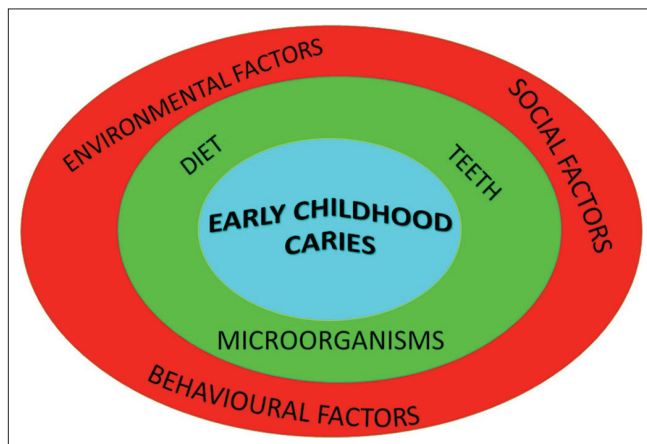 ENVIRONMENTAL FACTORS
SOCIAL FACTORS
DIET
TEETH
EARLY CHILDHOOD
CARIES
MICROORGANISMS
BEHAVIOURAL FACTORS